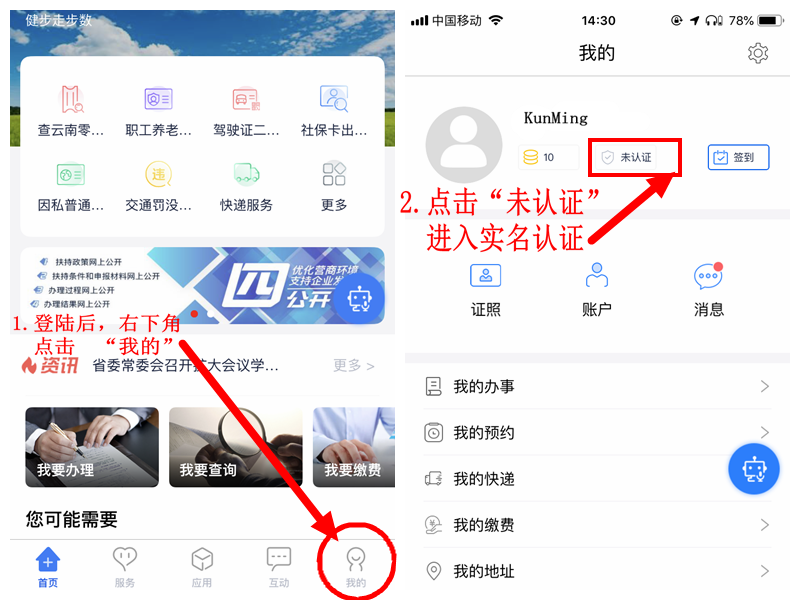 健步走步数
查云南零...
职工养老...
驾驶证二...
社保卡出...
因私普通...
交通罚没...
快递服务
更多
违
扶持政策网上公开
扶持条件和申报材料网上公开
办理过程网上公开
办理结果网上公开
四
优化营商环境
支持企业发
公开
1.登陆后，右下角
点击 “我的”
资讯
省委常委会召开扩大会议学...
更多 >
我要办理
我要查询
我要缴费
您可能需要
首页
服务
应用
互动
我的
中国移动
14:30
78%
我的
KunMing
10
未认证
签到
2.点击“未认证”
进入实名认证
证照
账户
消息
我的办事
我的预约
我的快递
我的缴费
我的地址